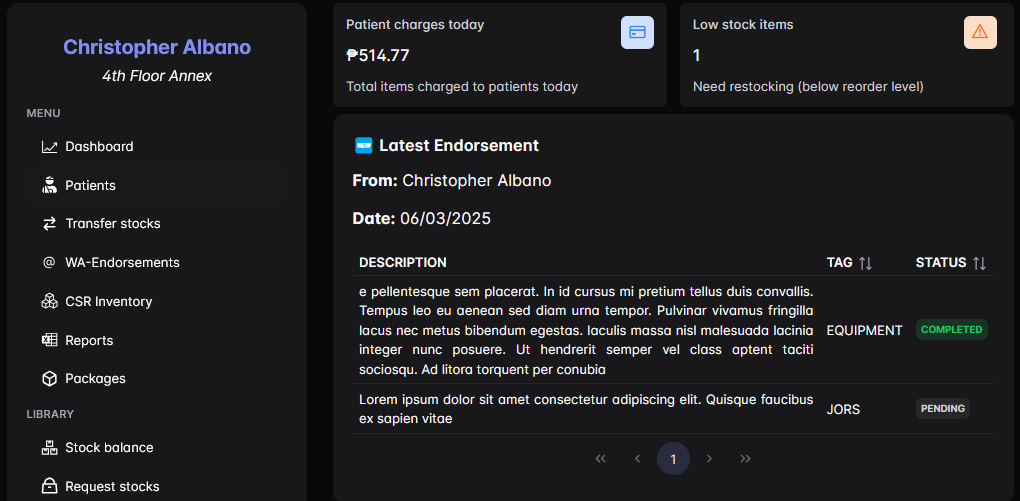 Christopher Albano
4th Floor Annex
MENU
Dashboard
Patients
Transfer stocks
@ WA-Endorsements
CSR Inventory
Reports
Packages
LIBRARY
Stock balance
Request stocks
Patient charges today
₱514.77
Total items charged to patients today
Low stock items
1
Need restocking (below reorder level)
NEW Latest Endorsement
From: Christopher Albano
Date: 06/03/2025
DESCRIPTION TAG STATUS
e pellentesque sem placerat. In id cursus mi pretium tellus duis convallis.
Tempus leo eu aenean sed diam urna tempor. Pulvinar vivamus fringilla
lacus nec metus bibendum egestas. Iaculis massa nisl malesuada lacinia
integer nunc posuere. Ut hendrerit semper vel class aptent taciti
sociosqu. Ad litora torquent per conubia
EQUIPMENT
COMPLETED
Lorem ipsum dolor sit amet consectetur adipiscing elit. Quisque faucibus
ex sapien vitae
JORS
PENDING
« ‹ 1 › »